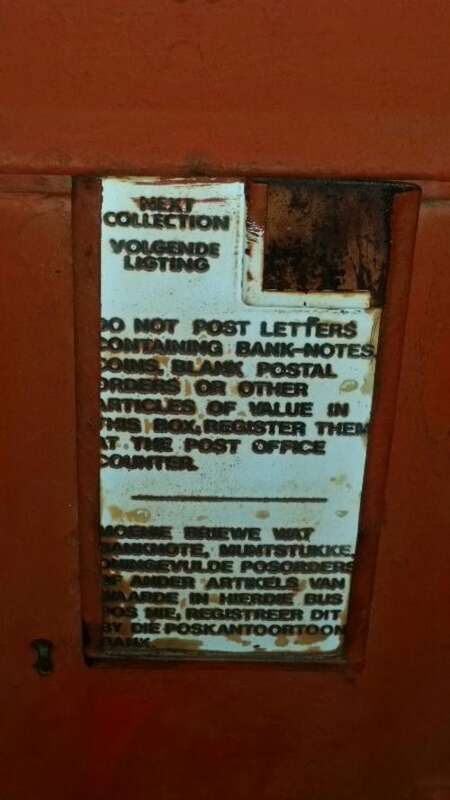 NEXT
COLLECTION
VOLGENDE
LIGTING
DO NOT POST LETTERS
CONTAINING BANK-NOTES,
COINS, BLANK POSTAL
ORDERS OR OTHER
ARTICLES OF VALUE IN
THIS BOX, REGISTER THEM
AT THE POST OFFICE
COUNTER.
MOENIE BRIEWE WAT
BANKNOTE, MUNTSTUKKE,
ONINGEVULDE POSORDERS
OF ANDER ARTIKELS VAN
WAARDE IN HIERDIE BUS
POS NIE, REGISTREER DIT
BY DIE POSKANTOORTOON
BANK.